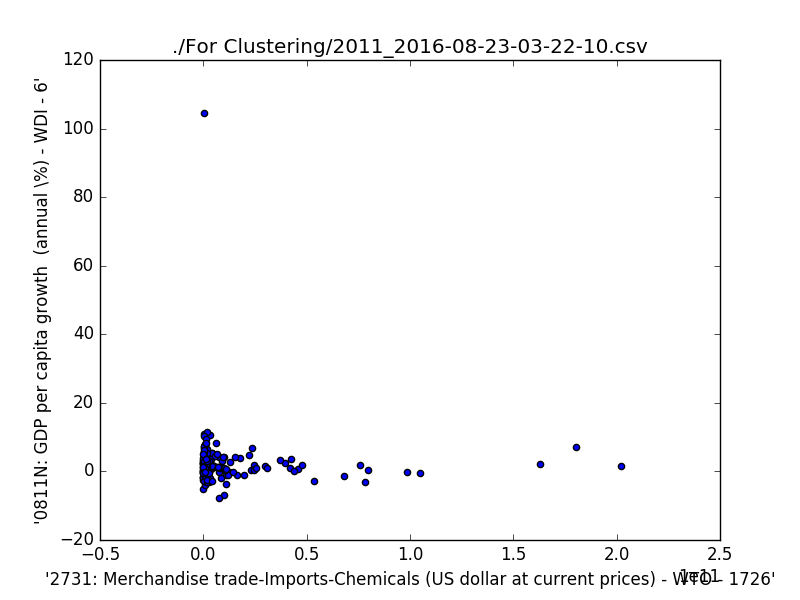 ./For Clustering/2011_2016-08-23-03-22-10.csv
120
100
80
60
40
20
0
−20
'0811N: GDP per capita growth  (annual \%) - WDI - 6'
−0.5 0.0 0.5 1.0 1.5 2.0 2.5
1e11
'2731: Merchandise trade-Imports-Chemicals (US dollar at current prices) - WTO - 1726'